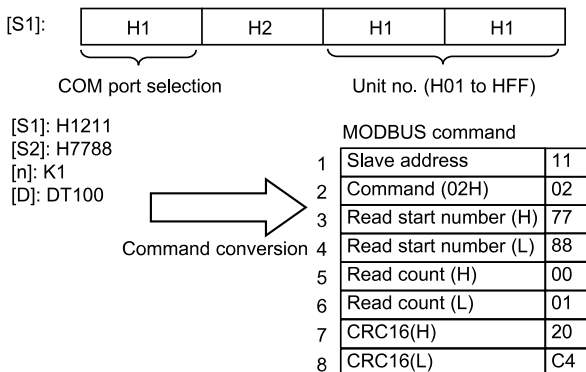 [S1]: H1 H2 H1 H1
COM port selection Unit no. (H01 to HFF)
[S1]: H1211
[S2]: H7788
[n]: K1
[D]: DT100
Command conversion
MODBUS command
1 Slave address 11
2 Command (02H) 02
3 Read start number (H) 77
4 Read start number (L) 88
5 Read count (H) 00
6 Read count (L) 01
7 CRC16(H) 20
8 CRC16(L) C4